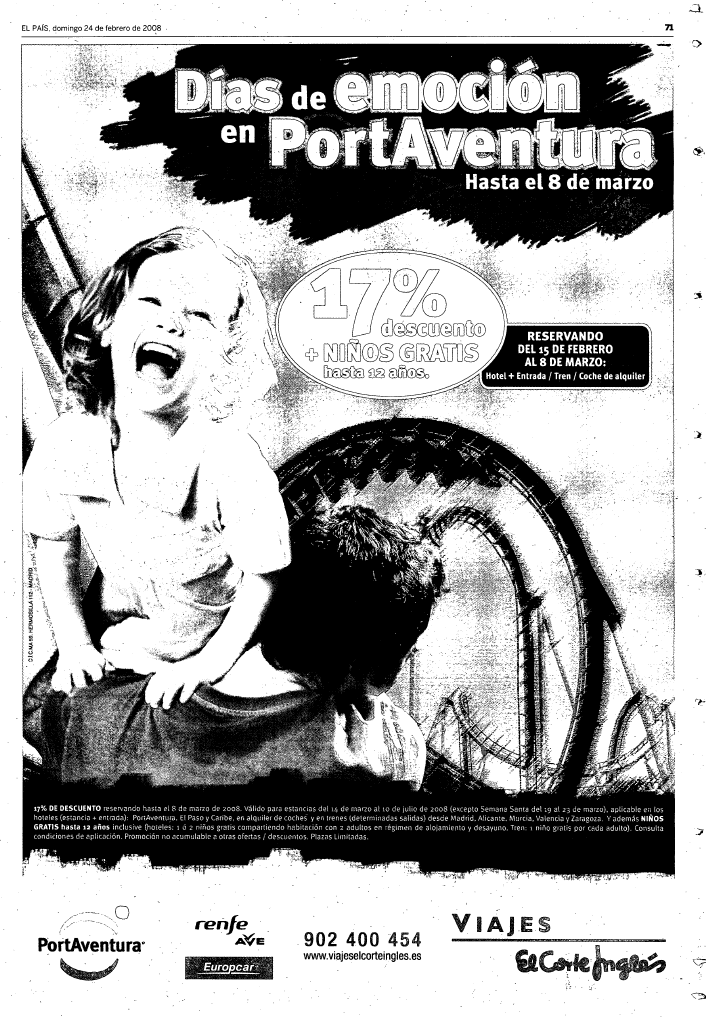 EL PAÍS, domingo 24 de febrero de 2008
71
Días de emoción
en PortAventura
Hasta el 8 de marzo
17%
descuento
+ NIÑOS GRATIS
hasta 12 años.
RESERVANDO
DEL 15 DE FEBRERO
AL 8 DE MARZO:
Hotel + Entrada / Tren / Coche de alquiler
HERMOSILLA 112 - MADRID
17% DE DESCUENTO reservando hasta el 8 de marzo de 2008. Válido para estancias del 14 de marzo al 10 de julio de 2008 (excepto Semana Santa del 19 al 23 de marzo), aplicable en los
hoteles (estancia + entrada): PortAventura, El Paso y Caribe, en alquiler de coches y en trenes (determinadas salidas) desde Madrid, Alicante, Murcia, Valencia y Zaragoza. Y además NIÑOS
GRATIS hasta 12 años inclusive (hoteles: 1 ó 2 niños gratis compartiendo habitación con 2 adultos en régimen de alojamiento y desayuno. Tren: 1 niño gratis por cada adulto). Consulta
condiciones de aplicación. Promoción no acumulable a otras ofertas / descuentos. Plazas Limitadas.
PortAventura
renfe
AVE
Europcar
902 400 454
www.viajeselcorteingles.es
VIAJES
El Corte Inglés